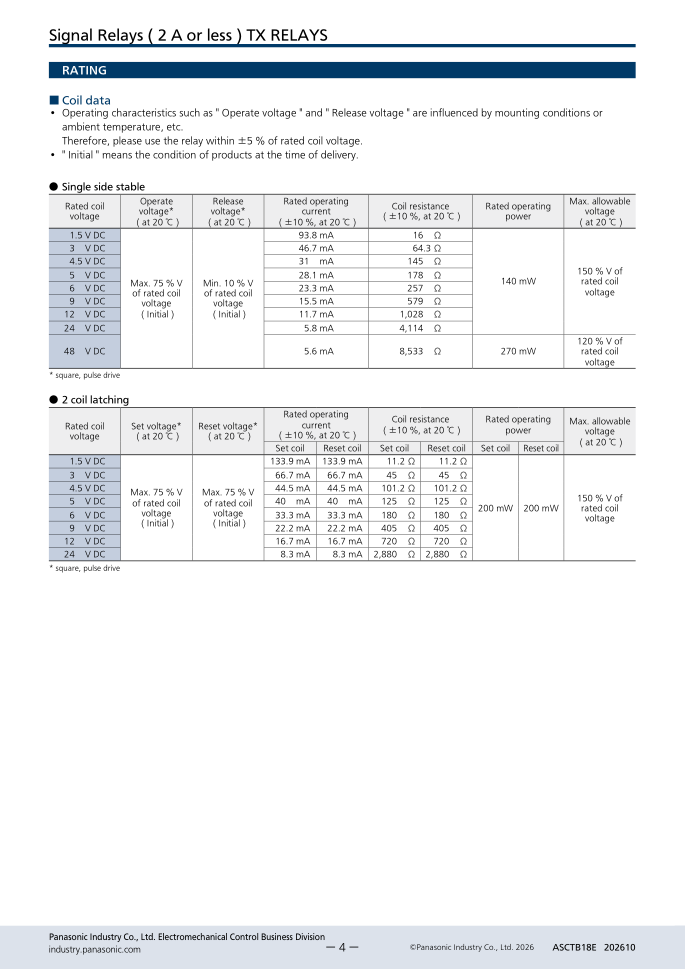 Signal Relays ( 2 A or less ) TX RELAYS
RATING
■ Coil data
• Operating characteristics such as " Operate voltage " and " Release voltage " are influenced by mounting conditions or
ambient temperature, etc.
Therefore, please use the relay within ±5 % of rated coil voltage.
• " Initial " means the condition of products at the time of delivery.
● Single side stable
Rated coil
voltage
Operate
voltage*
( at 20 ℃ )
Release
voltage*
( at 20 ℃ )
Rated operating
current
( ±10 %, at 20 ℃ )
Coil resistance
( ±10 %, at 20 ℃ )
Rated operating
power
Max. allowable
voltage
( at 20 ℃ )
1.5 V DC 93.8 mA 16 Ω
3 V DC 46.7 mA 64.3 Ω
4.5 V DC 31 mA 145 Ω
5 V DC 28.1 mA 178 Ω
6 V DC 23.3 mA 257 Ω
9 V DC 15.5 mA 579 Ω
12 V DC 11.7 mA 1,028 Ω
24 V DC 5.8 mA 4,114 Ω
48 V DC 5.6 mA 8,533 Ω 270 mW
Max. 75 % V
of rated coil
voltage
( Initial )
Min. 10 % V
of rated coil
voltage
( Initial )
140 mW
150 % V of
rated coil
voltage
120 % V of
rated coil
voltage
* square, pulse drive
● 2 coil latching
Rated coil
voltage
Set voltage*
( at 20 ℃ )
Reset voltage*
( at 20 ℃ )
Rated operating
current
( ±10 %, at 20 ℃ )
Coil resistance
( ±10 %, at 20 ℃ )
Rated operating
power
Max. allowable
voltage
( at 20 ℃ )
Set coil Reset coil Set coil Reset coil Set coil Reset coil
1.5 V DC 133.9 mA 133.9 mA 11.2 Ω 11.2 Ω
3 V DC 66.7 mA 66.7 mA 45 Ω 45 Ω
4.5 V DC 44.5 mA 44.5 mA 101.2 Ω 101.2 Ω
5 V DC 40 mA 40 mA 125 Ω 125 Ω
6 V DC 33.3 mA 33.3 mA 180 Ω 180 Ω
9 V DC 22.2 mA 22.2 mA 405 Ω 405 Ω
12 V DC 16.7 mA 16.7 mA 720 Ω 720 Ω
24 V DC 8.3 mA 8.3 mA 2,880 Ω 2,880 Ω
Max. 75 % V
of rated coil
voltage
( Initial )
Max. 75 % V
of rated coil
voltage
( Initial )
200 mW 200 mW
150 % V of
rated coil
voltage
* square, pulse drive
Panasonic Industry Co., Ltd. Electromechanical Control Business Division
industry.panasonic.com
— 4 —
©Panasonic Industry Co., Ltd. 2026 ASCTB18E 202610